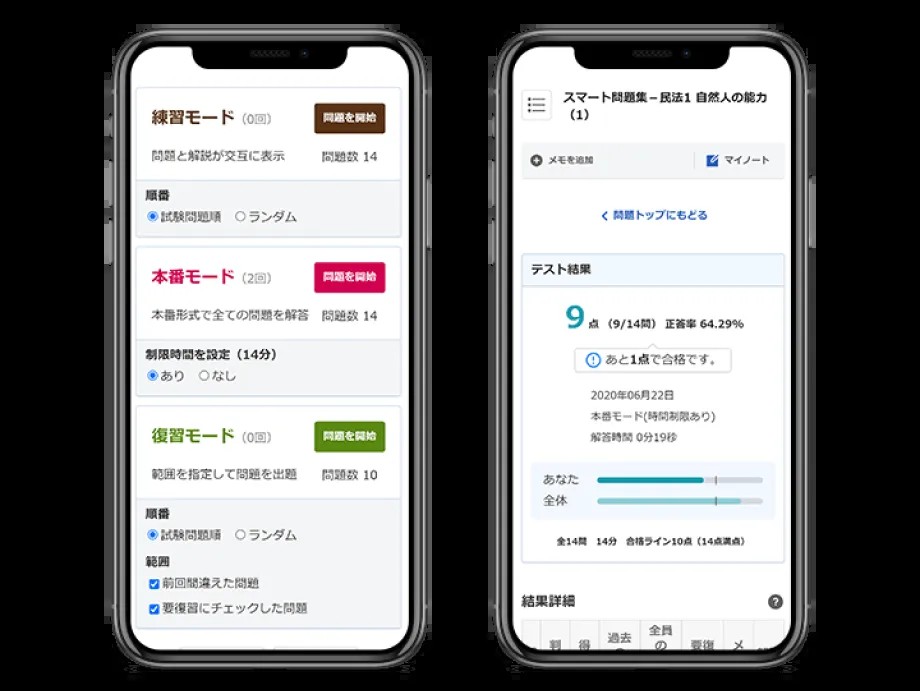 練習モード (0回) 問題を開始
問題と解説が交互に表示 問題数 14
順番
試験問題順 ランダム
本番モード (2回) 問題を開始
本番形式で全ての問題を解答 問題数 14
制限時間を設定（14分）
あり なし
復習モード (0回) 問題を開始
範囲を指定して問題を出題 問題数 10
順番
試験問題順 ランダム
範囲
前回間違えた問題
要復習にチェックした問題
スマート問題集－民法1 自然人の能力
（1）
メモを追加 マイノート
問題トップにもどる
テスト結果
9点 （9/14問） 正答率 64.29%
あと1点で合格です。
2020年06月22日
本番モード(時間制限あり)
解答時間 0分19秒
あなた
全体
全14問 14分 合格ライン10点（14点満点）
結果詳細 ?
判 得 過去 全員の 要復 メ